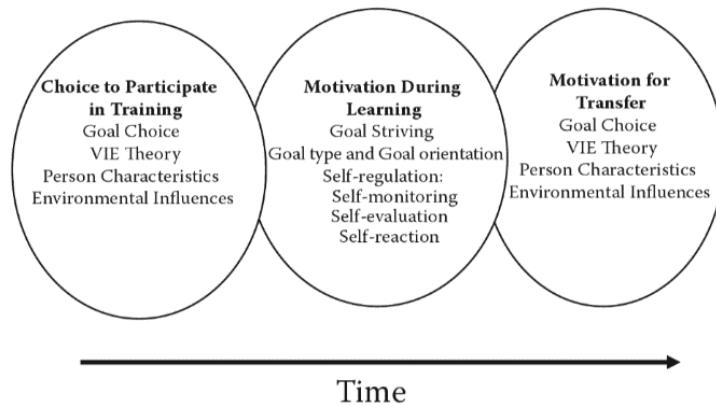 Choice to Participate
in Training
Goal Choice
VIE Theory
Person Characteristics
Environmental Influences
Motivation During
Learning
Goal Striving
Goal type and Goal orientation
Self-regulation:
Self-monitoring
Self-evaluation
Self-reaction
Motivation for
Transfer
Goal Choice
VIE Theory
Person Characteristics
Environmental Influences
Time